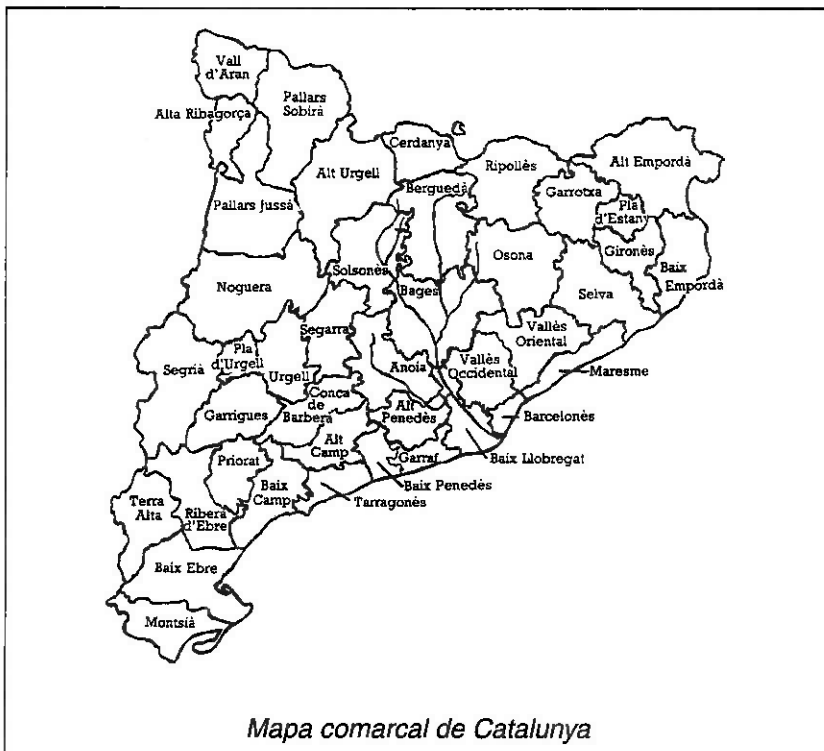 Vall
d'Aran
Pallars
Sobirà
Alta Ribagorça
Cerdanya
Alt Urgell
Ripollès
Alt Empordà
Berguedà
Garrotxa
Pla
d'Estany
Pallars Jussà
Gironès
Osona
Baix
Empordà
Solsonès
Noguera
Bages
Selva
Segarra
Vallès
Oriental
Pla
d'Urgell
Segrià
Urgell
Anoia
Vallès
Occidental
Maresme
Conca
de
Barberà
Garrigues
Alt
Penedès
Barcelonès
Alt
Camp
Garraf
Baix Llobregat
Priorat
Baix
Camp
Baix Penedès
Tarragonés
Terra
Alta
Ribera
d'Ebre
Baix Ebre
Montsià
Mapa comarcal de Catalunya